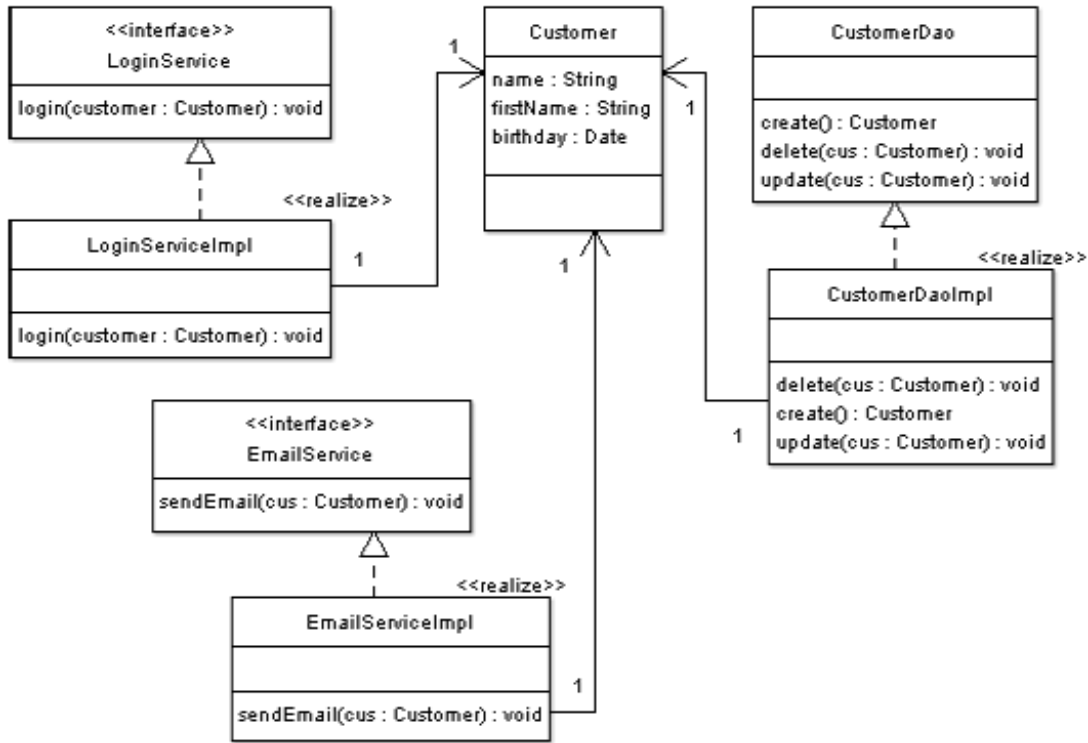 <<interface>>
LoginService
login(customer : Customer) : void
<<realize>>
LoginServiceImpl
login(customer : Customer) : void
1
1
Customer
name : String
firstName : String
birthday : Date
1
1
CustomerDao
create() : Customer
delete(cus : Customer) : void
update(cus : Customer) : void
<<realize>>
CustomerDaoImpl
delete(cus : Customer) : void
create() : Customer
update(cus : Customer) : void
1
<<interface>>
EmailService
sendEmail(cus : Customer) : void
<<realize>>
EmailServiceImpl
sendEmail(cus : Customer) : void
1